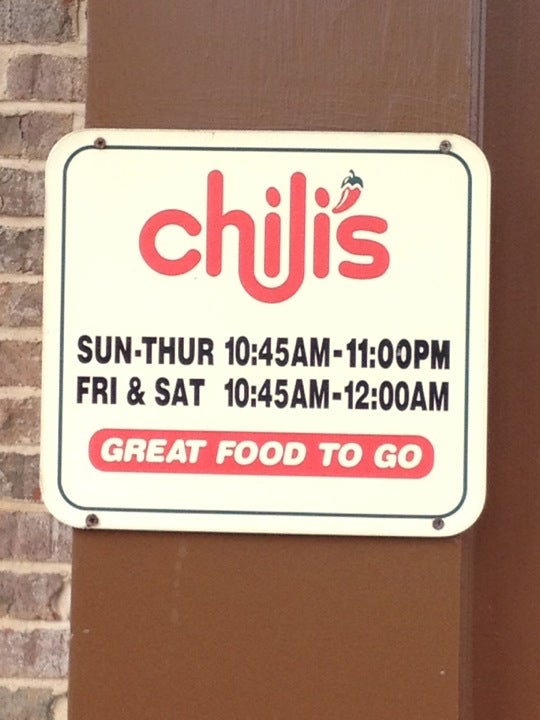 chili's
SUN-THUR 10:45AM-11:00PM
FRI & SAT 10:45AM-12:00AM
GREAT FOOD TO GO